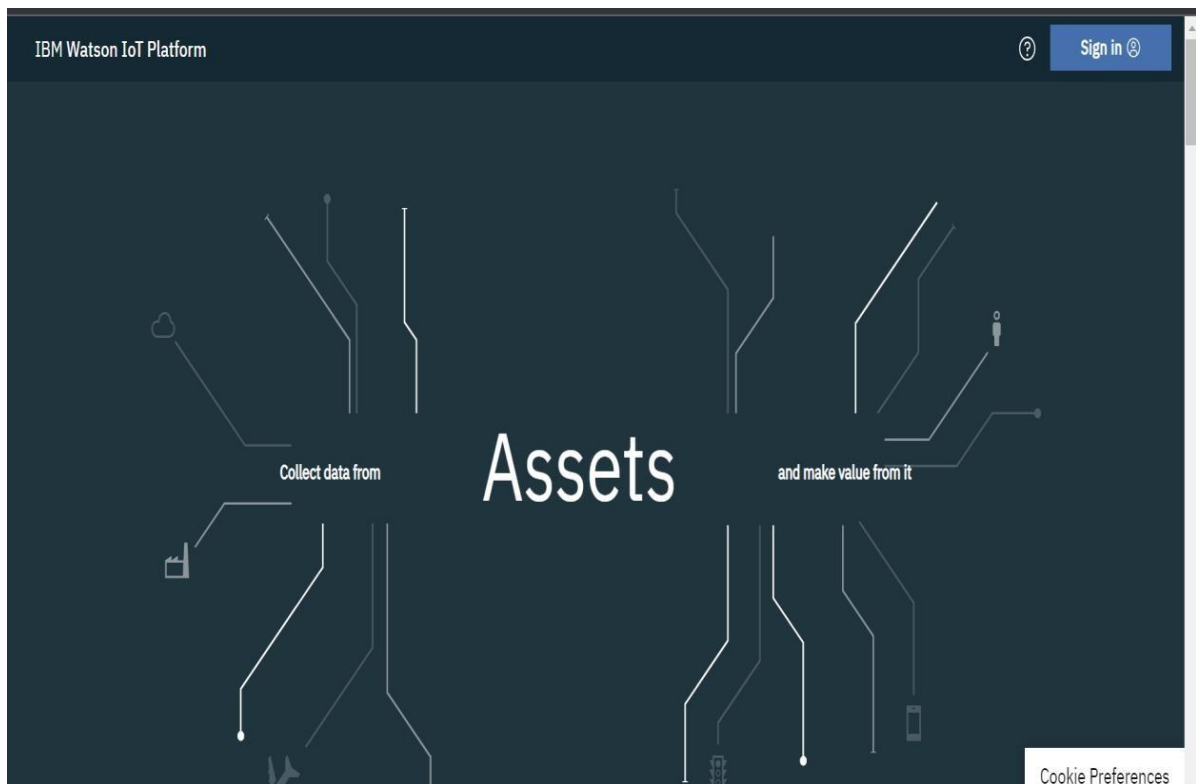 IBM Watson IoT Platform
Sign in
Collect data from
Assets
and make value from it
Cookie Preferences